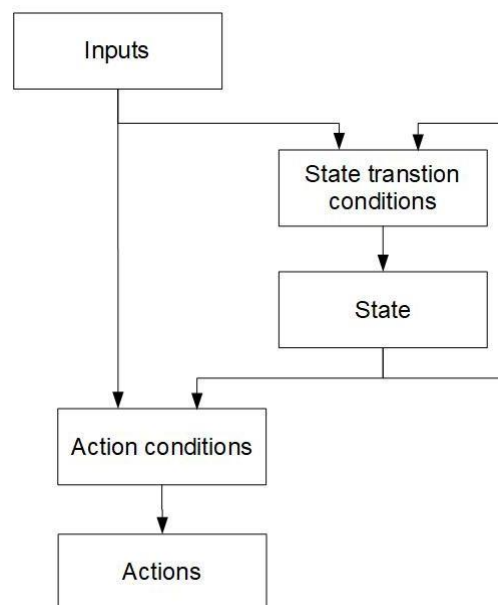 Inputs
State transtion
conditions
State
Action conditions
Actions